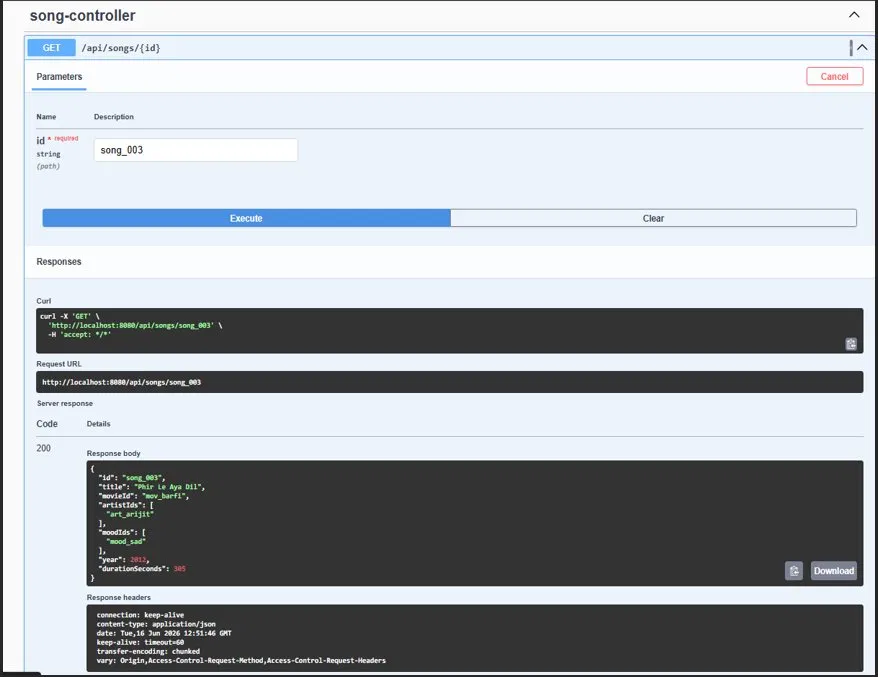 song-controller
GET /api/songs/{id}
Parameters
Cancel
Name Description
id * required
string
(path)
song_003
Execute
Clear
Responses
Curl
curl -X 'GET' \
'http://localhost:8080/api/songs/song_003' \
-H 'accept: */*'
Request URL
http://localhost:8080/api/songs/song_003
Server response
Code Details
200
Response body
{
"id": "song_003",
"title": "Phir Le Aya Dil",
"movieId": "mov_barfi",
"artistIds": [
"art_arijit"
],
"moodIds": [
"mood_sad"
],
"year": 2012,
"durationSeconds": 305
}
Download
Response headers
connection: keep-alive
content-type: application/json
date: Tue,16 Jun 2026 12:51:46 GMT
keep-alive: timeout=60
transfer-encoding: chunked
vary: Origin,Access-Control-Request-Method,Access-Control-Request-Headers